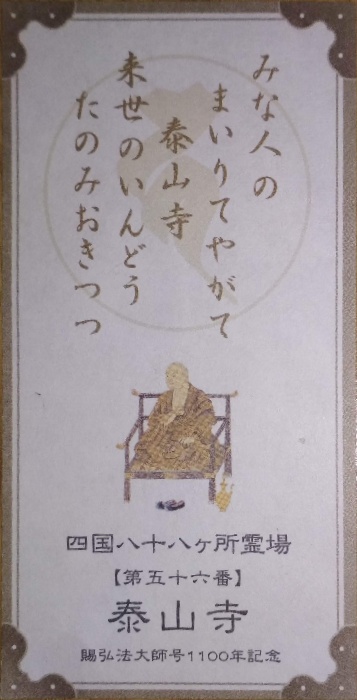 みな人の
まいりてやがて
泰山寺
来世のいんどう
たのみおきつつ
四国八十八ヶ所霊場
【第五十六番】
泰山寺
賜弘法大師号1100年記念